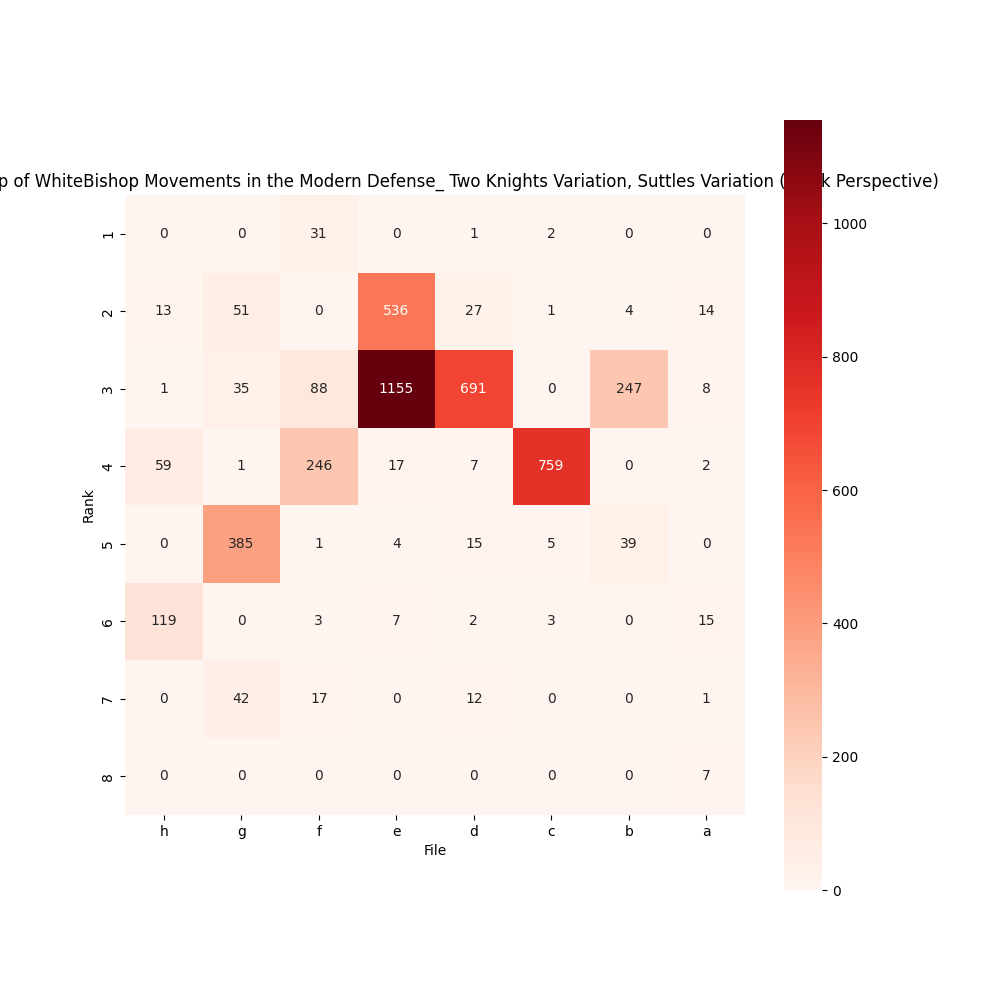 p of WhiteBishop Movements in the Modern Defense_ Two Knights Variation, Suttles Variation ( k Perspective)
1 0 0 31 0 1 2 0 0
2 13 51 0 536 27 1 4 14
3 1 35 88 1155 691 0 247 8
4 59 1 246 17 7 759 0 2
Rank
5 0 385 1 4 15 5 39 0
6 119 0 3 7 2 3 0 15
7 0 42 17 0 12 0 0 1
8 0 0 0 0 0 0 0 7
h g f e d c b a
File
1000
800
600
400
200
0